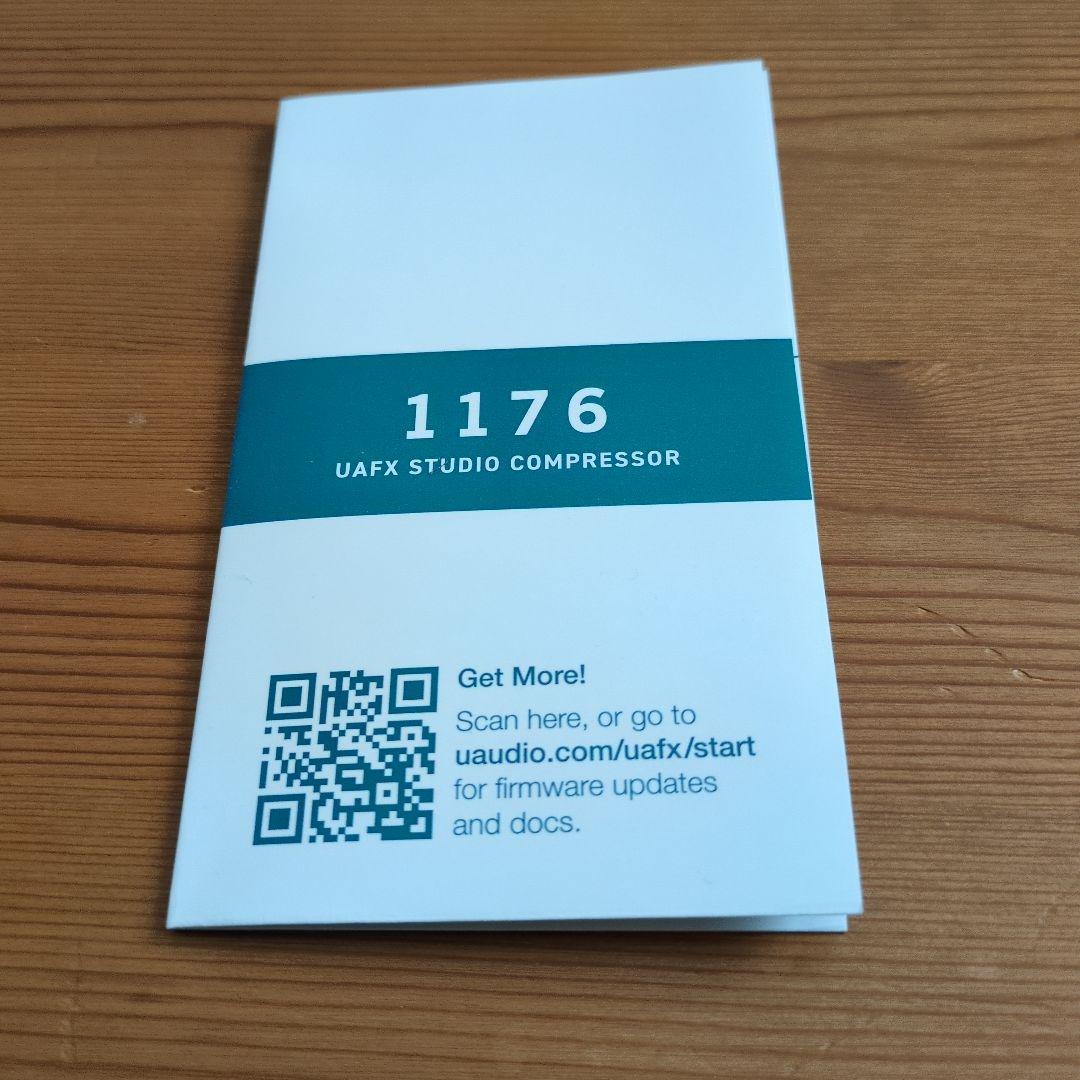 1176
UAFX STUDIO COMPRESSOR
Get More!
Scan here, or go to
uaudio.com/uafx/start
for firmware updates
and docs.